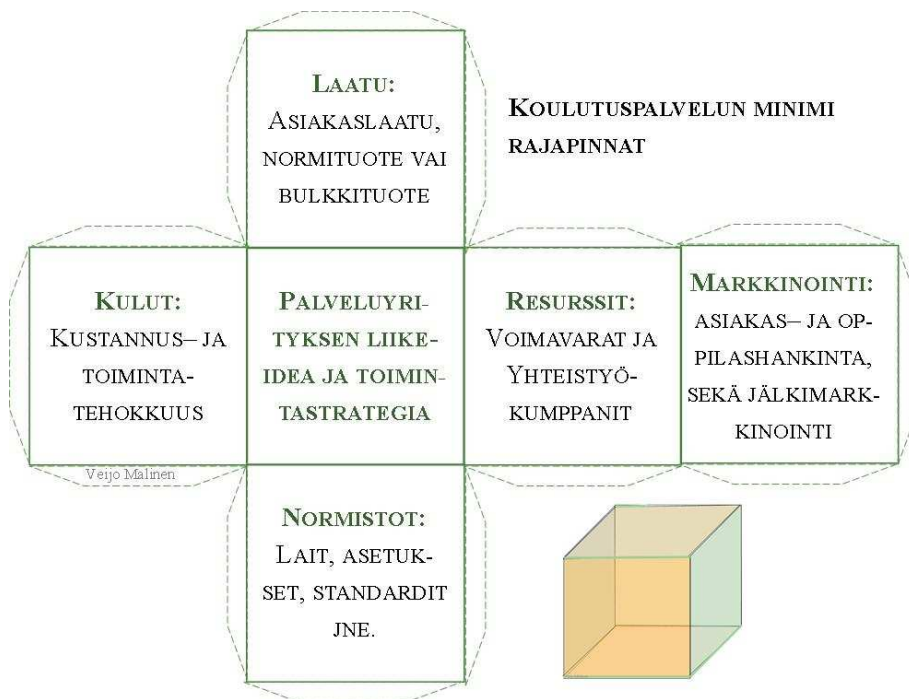 LAATU:
ASIAKASLAATU,
NORMITUOTE VAI
BULKKITUOTE
KOULUTUSPALVELUN MINIMI
RAJAPINNAT
KULUT:
KUSTANNUS– JA
TOIMINTA-
TEHOKKUUS
PALVELUYRI-
TYKSEN LIIKE-
IDEA JA TOIMIN-
TASTRATEGIA
RESURSSIT:
VOIMAVARAT JA
YHTEISTYÖ-
KUMPPANIT
MARKKINOINTI:
ASIAKAS– JA OP-
PILASHANKINTA,
SEKÄ JÄLKIMARK-
KINOINTI
Veijo Malinen
NORMISTOT:
LAIT, ASETUK-
SET, STANDARDIT
JNE.